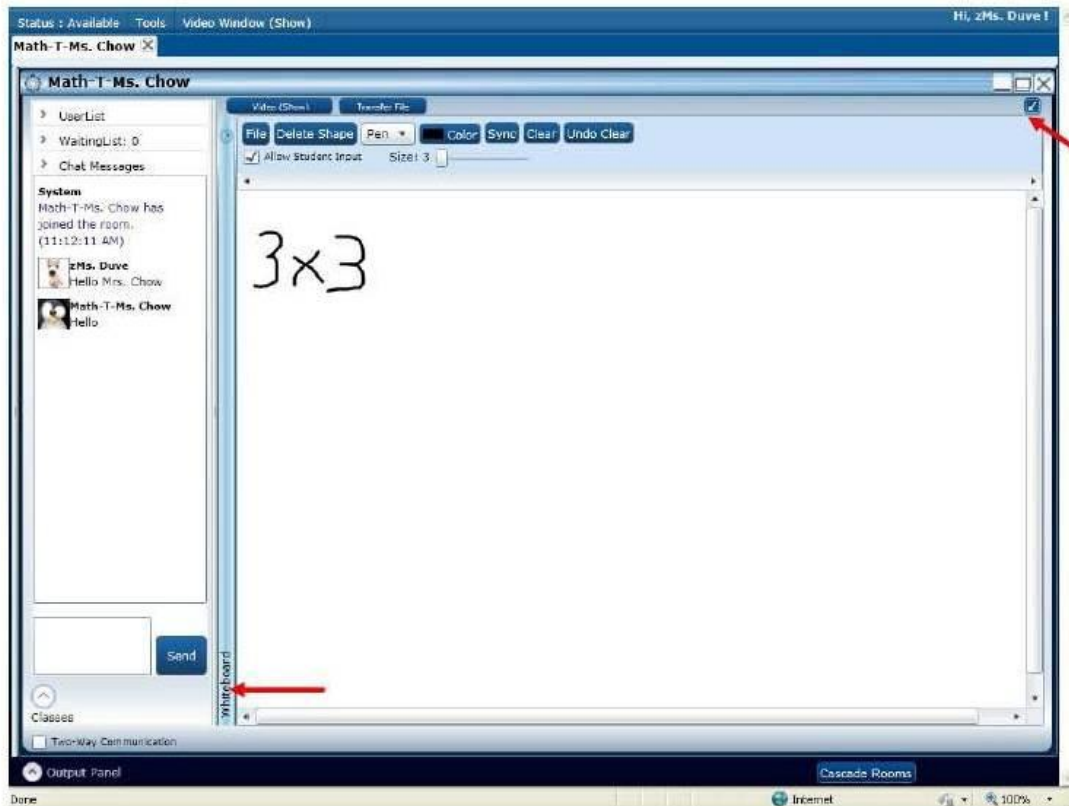 Status : Available Tools Video Window (Show) Hi, zMs. Duve !
Math-T-Ms. Chow
Math-T-Ms. Chow
UserList
WaitingList: 0
Chat Messages
System
Math-T-Ms. Chow has
joined the room.
(11:12:11 AM)
zMs. Duve
Hello Mrs. Chow
Math-T-Ms. Chow
Hello
Send
Classes
Two-Way Communication
Video (Show) Transfer File
File Delete Shape Pen Color Sync Clear Undo Clear
Allow Student Input Size: 3
3x3
Whiteboard
Output Panel Cascade Rooms
Done Internet 100%